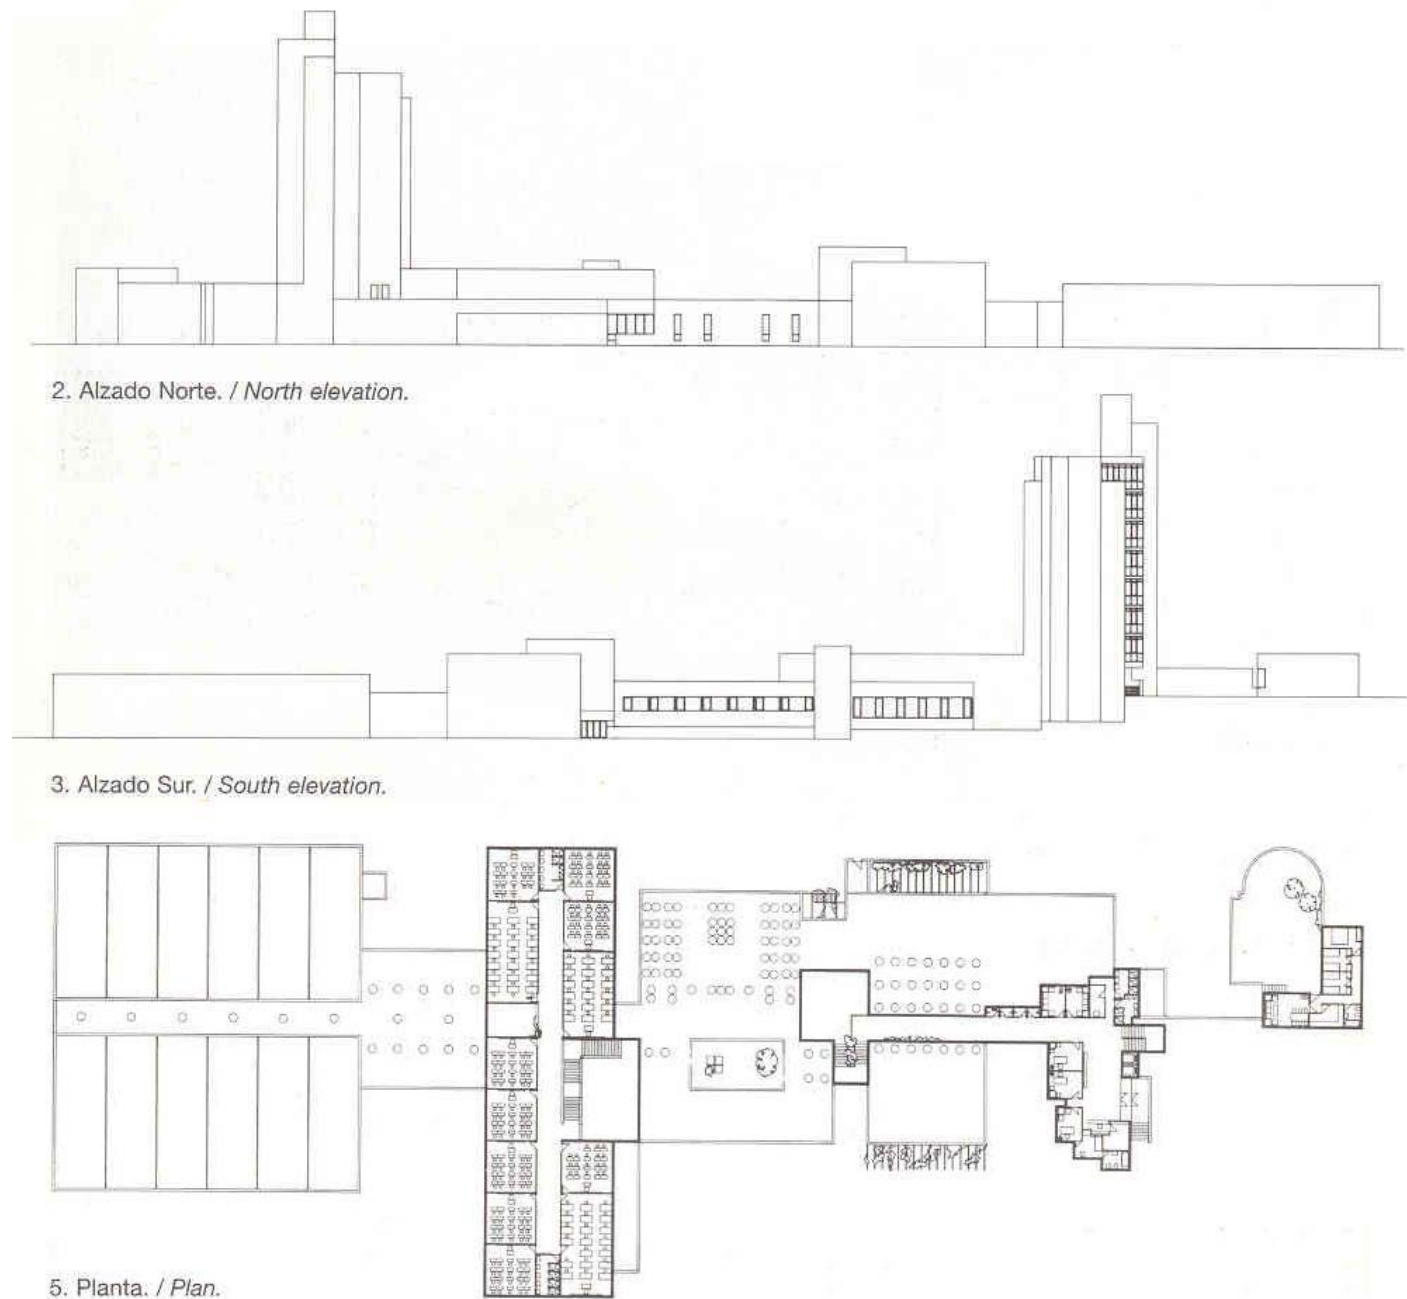 2. Alzado Norte. / North elevation.
3. Alzado Sur. / South elevation.
5. Planta. / Plan.